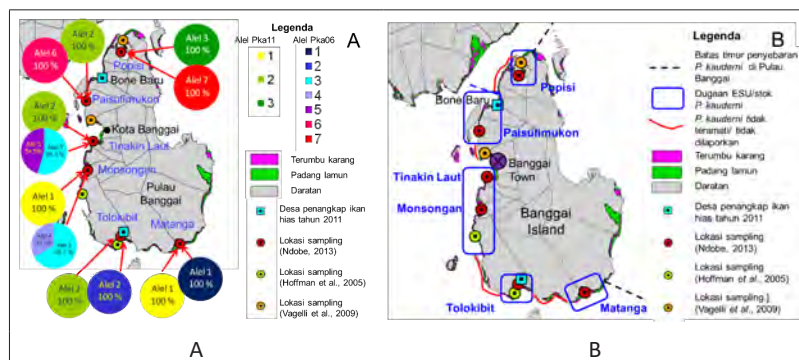 A
Legenda
Alel Pka11
Alel Pka06
1
2
3
1
2
3
4
5
6
7
Terumbu karang
Padang lamun
Daratan
Desa penangkap ikan
hias tahun 2011
Lokasi sampling
(Ndobe, 2013)
Lokasi sampling
(Hoffman et al., 2005)
Lokasi sampling
(Vagelli et al., 2009)
Alel 2
100 %
Alel 3
100 %
Alel 6
100 %
Alel 7
100 %
Popisi
Bone Baru
Paisulimukon
Alel 2
100 %
Kota Banggai
Tinakin Laut
Monsongan
Alel 1
100 %
Pulau
Banggai
Tolokibit
Matanga
Alel 2
100 %
Alel 2
100 %
Alel 1
100 %
Alel 1
100 %
A
B
Legenda
Batas timur penyebaran
P. kauderni di Pulau
Banggai
Dugaan ESU/stok
P. kauderni
P. kauderni tidak
teramati/ tidak
dilaporkan
Terumbu karang
Padang lamun
Daratan
Desa penangkap ikan
hias tahun 2011
Lokasi sampling
(Ndobe, 2013)
Lokasi sampling
(Hoffman et al., 2005)
Lokasi sampling.]
(Vagelli et al., 2009)
Popisi
Bone Baru
Paisulimukon
Banggai
Town
Tinakin Laut
Monsongan
Banggai
Island
Tolokibit
Matanga
B